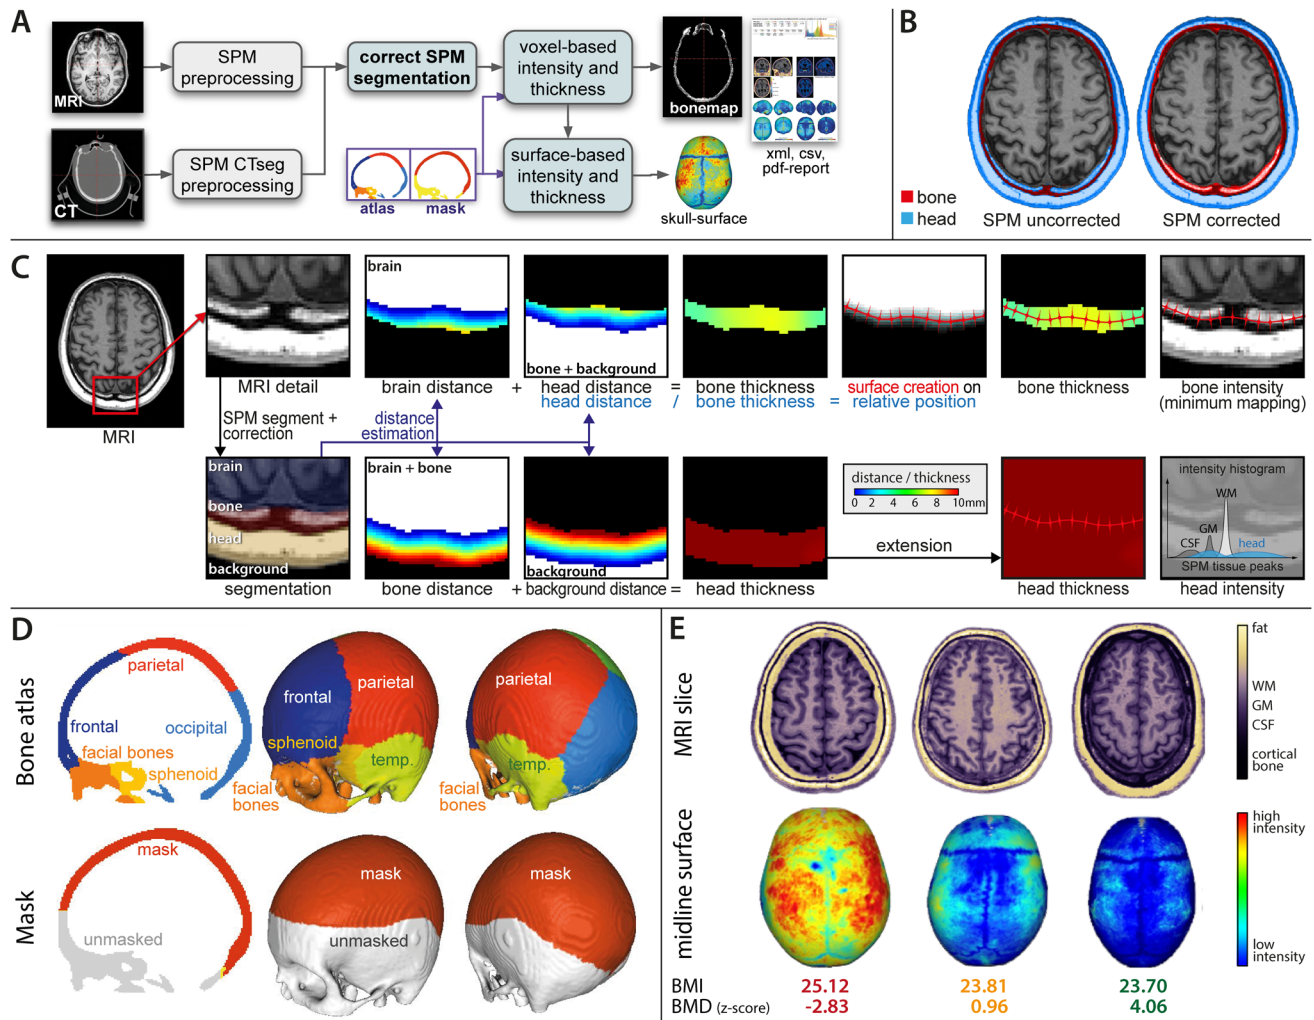 A
MRI
SPM
preprocessing
correct SPM
segmentation
voxel-based
intensity and
thickness
bonemap
xml, csv,
pdf-report
CT
SPM CTseg
preprocessing
atlas
mask
surface-based
intensity and
thickness
skull-surface
B
bone
head
SPM uncorrected
SPM corrected
C
MRI
MRI detail
brain
brain distance
+
bone + background
head distance
=
bone thickness
head distance
/
bone thickness
=
surface creation on
relative position
bone thickness
bone intensity
(minimum mapping)
SPM segment +
correction
distance
estimation
brain
bone
head
background
segmentation
brain + bone
bone distance
+
background
background distance
=
head thickness
distance / thickness
0 2 4 6 8 10mm
extension
head thickness
intensity histogram
WM
GM
CSF
head
SPM tissue peaks
head intensity
D
Bone atlas
parietal
frontal
occipital
facial bones
sphenoid
frontal
parietal
sphenoid
temp.
facial
bones
parietal
temp.
facial
bones
Mask
mask
unmasked
mask
unmasked
mask
E
MRI slice
fat
WM
GM
CSF
cortical
bone
midline surface
high
intensity
low
intensity
BMI 25.12 23.81 23.70
BMD (z-score) -2.83 0.96 4.06